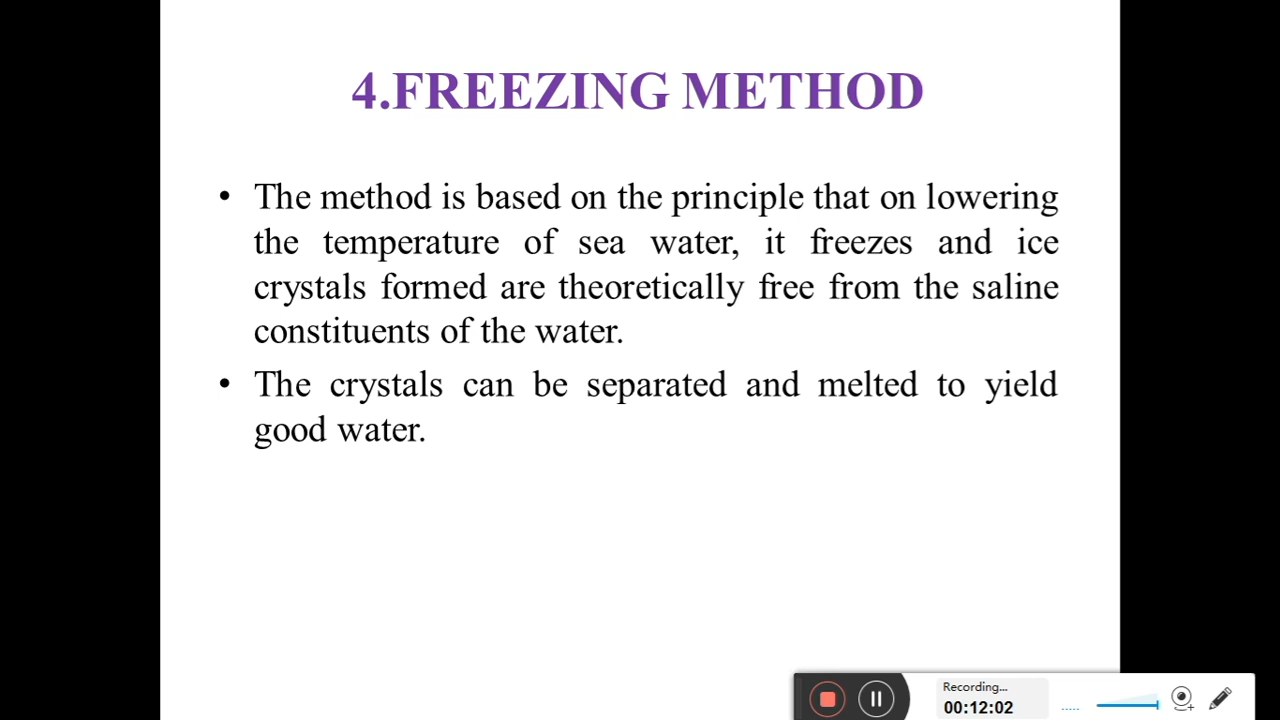 4.FREEZING METHOD
• The method is based on the principle that on lowering
the temperature of sea water, it freezes and ice
crystals formed are theoretically free from the saline
constituents of the water.
• The crystals can be separated and melted to yield
good water.
Recording...
00:12:02